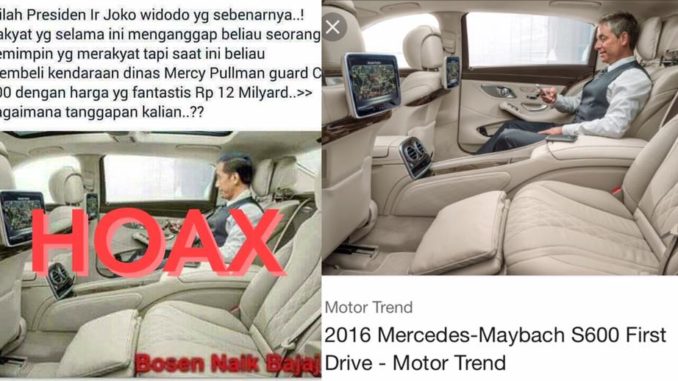 ilah Presiden Ir Joko widodo yg sebenarnya..!
akyat yg selama ini menganggap beliau seorang
emimpin yg merakyat tapi saat ini beliau
embeli kendaraan dinas Mercy Pullman guard
00 dengan harga yg fantastis Rp 12 Milyard..>>
agaimana tanggapan kalian..??
HOAX
Bosen Naik Bajaj
Motor Trend
2016 Mercedes-Maybach S600 First
Drive - Motor Trend